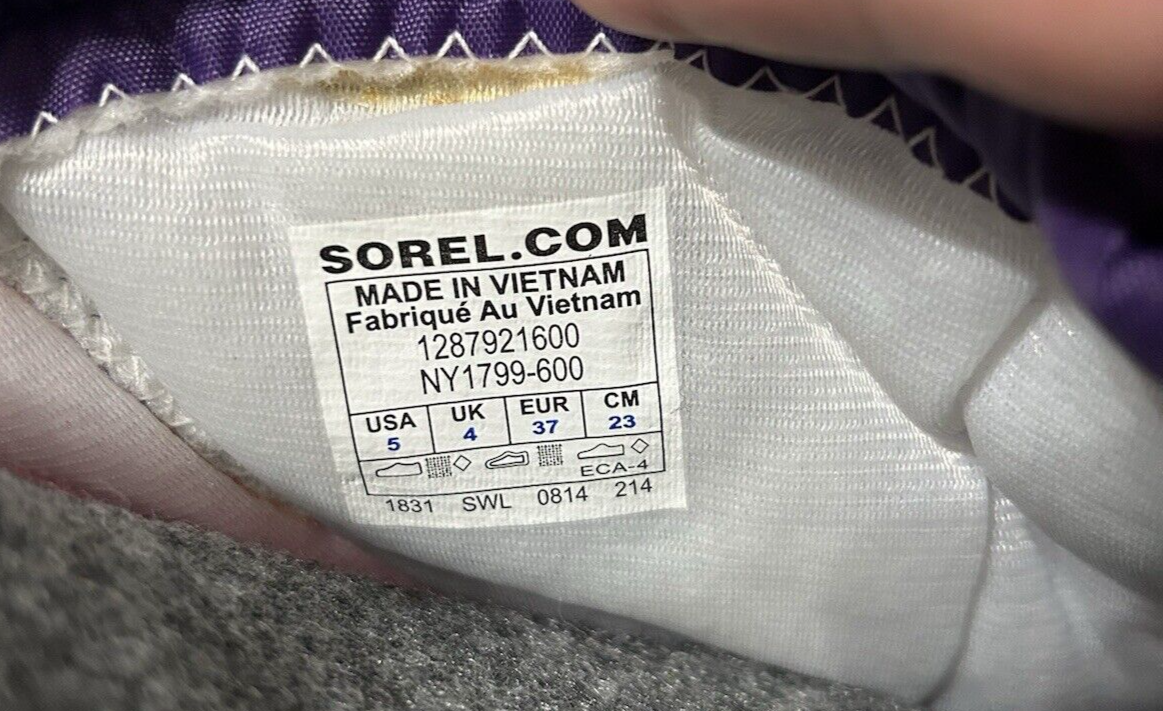 SOREL.COM
MADE IN VIETNAM
Fabriqué Au Vietnam
1287921600
NY1799-600
USA UK EUR CM
5 4 37 23
ECA-4
1831 SWL 0814 214